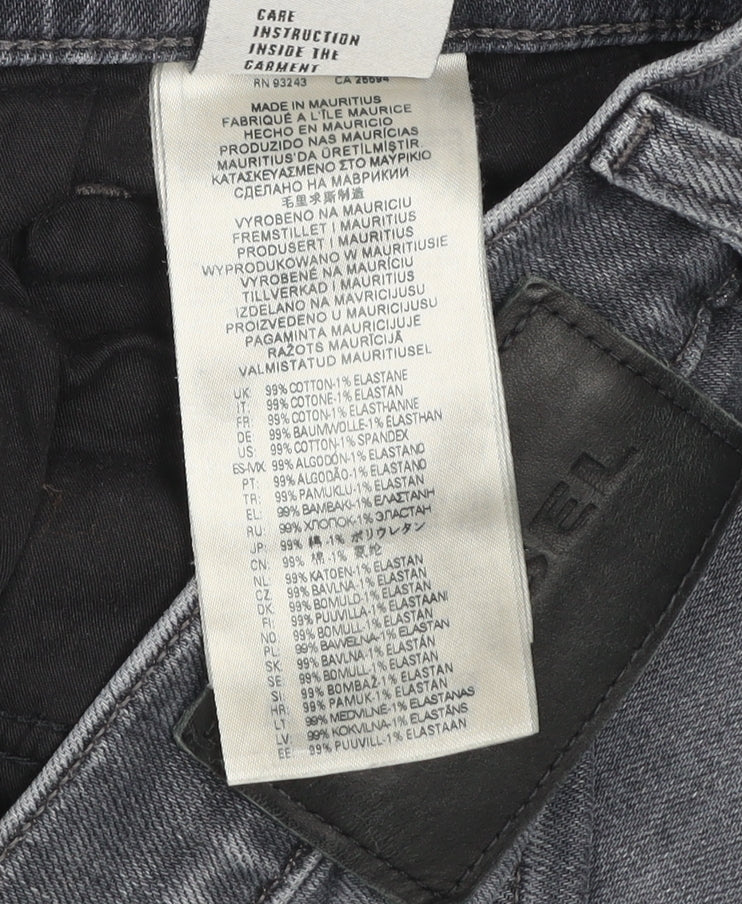 CARE
INSTRUCTION
INSIDE THE
GARMENT
RN 93243 CA 26694
MADE IN MAURITIUS
FABRIQUÉ A L'ÎLE MAURICE
HECHO EN MAURICIO
PRODUZIDO NAS MAURÍCIAS
MAURITIUS'DA ÜRETİLMİŞTİR.
ΚΑΤΑΣΚΕΥΑΣΜΕΝΟ ΣΤΟ ΜΑΥΡΙΚΙΟ
СДЕЛАНО НА МАВРИКИИ
毛里求斯制造
VYROBENO NA MAURICIU
FREMSTILLET I MAURITIUS
PRODUSERT I MAURITIUS
WYPRODUKOWANO W MAURITIUSIE
VYROBENÉ NA MAURÍCIU
TILLVERKAD I MAURITIUS
IZDELANO NA MAVRICIJUSU
PROIZVEDENO U MAURICIJUSU
PAGAMINTA MAURICIJUJE
RAŽOTS MAURĪCIJĀ
VALMISTATUD MAURITIUSEL
UK: 99% COTTON-1% ELASTANE
IT: 99% COTONE-1% ELASTAN
FR: 99% COTON-1% ELASTHANNE
DE: 99% BAUMWOLLE-1% ELASTHAN
US: 99% COTTON-1% SPANDEX
ES-MX: 99% ALGODÓN-1% ELASTANO
PT: 99% ALGODÃO-1% ELASTANO
TR: 99% PAMUKLU-1% ELASTAN
EL: 99% ΒΑΜΒΑΚΙ-1% ΕΛΑΣΤΑΝΗ
RU: 99% ХЛОПОК-1% ЭЛАСТАН
JP: 99% 綿 -1% ポリウレタン
CN: 99% 棉 -1% 氨纶
NL: 99% KATOEN-1% ELASTAN
CZ: 99% BAVLNA-1% ELASTAN
DK: 99% BOMULD-1% ELASTAN
FI: 99% PUUVILLA-1% ELASTAANI
NO: 99% BOMULL-1% ELASTAN
PL: 99% BAWEŁNA-1% ELASTAN
SK: 99% BAVLNA-1% ELASTÁN
SE: 99% BOMULL-1% ELASTAN
SI: 99% BOMBAŽ-1% ELASTAN
HR: 99% PAMUK-1% ELASTAN
LT: 99% MEDVILNĖ-1% ELASTANAS
LV: 99% KOKVILNA-1% ELASTĀNS
EE: 99% PUUVILL-1% ELASTAAN